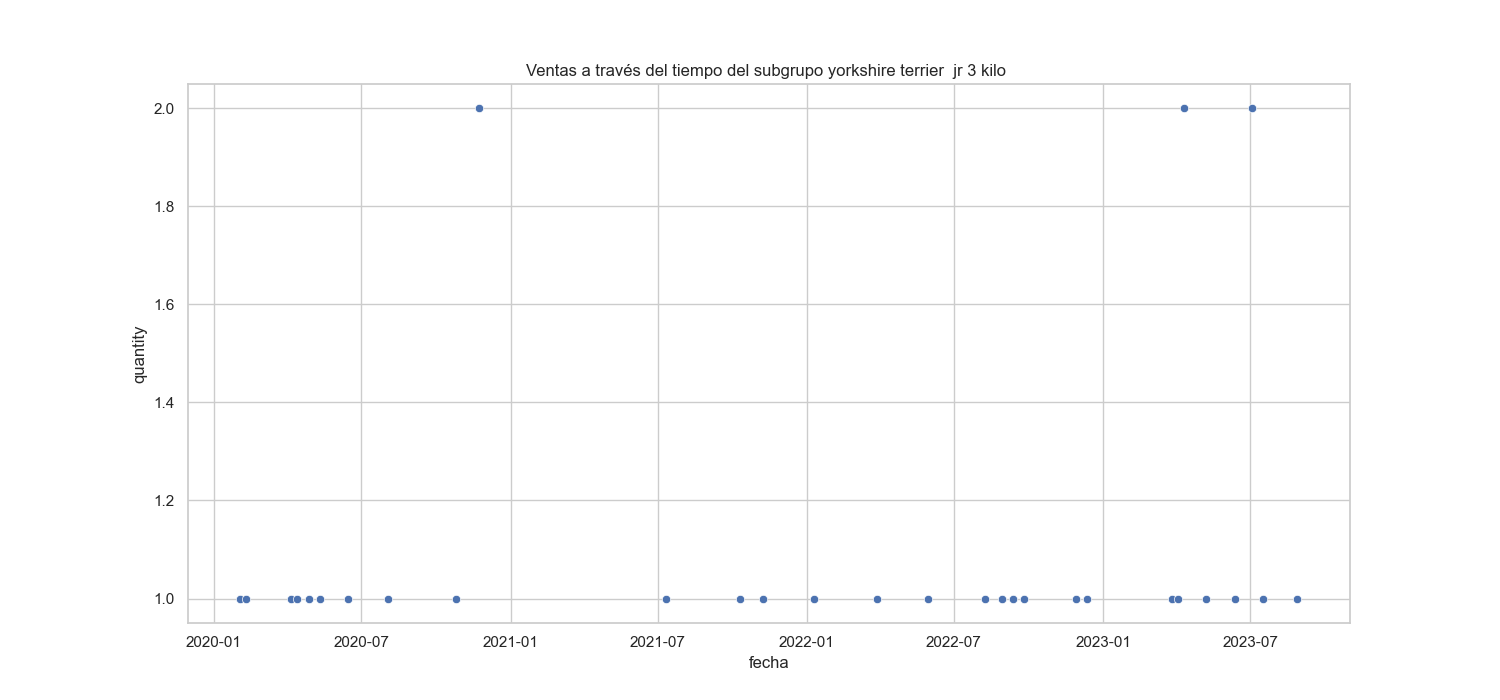 Ventas a través del tiempo del subgrupo yorkshire terrier  jr 3 kilo
2.0
1.8
1.6
1.4
1.2
1.0
quantity
2020-01 2020-07 2021-01 2021-07 2022-01 2022-07 2023-01 2023-07
fecha